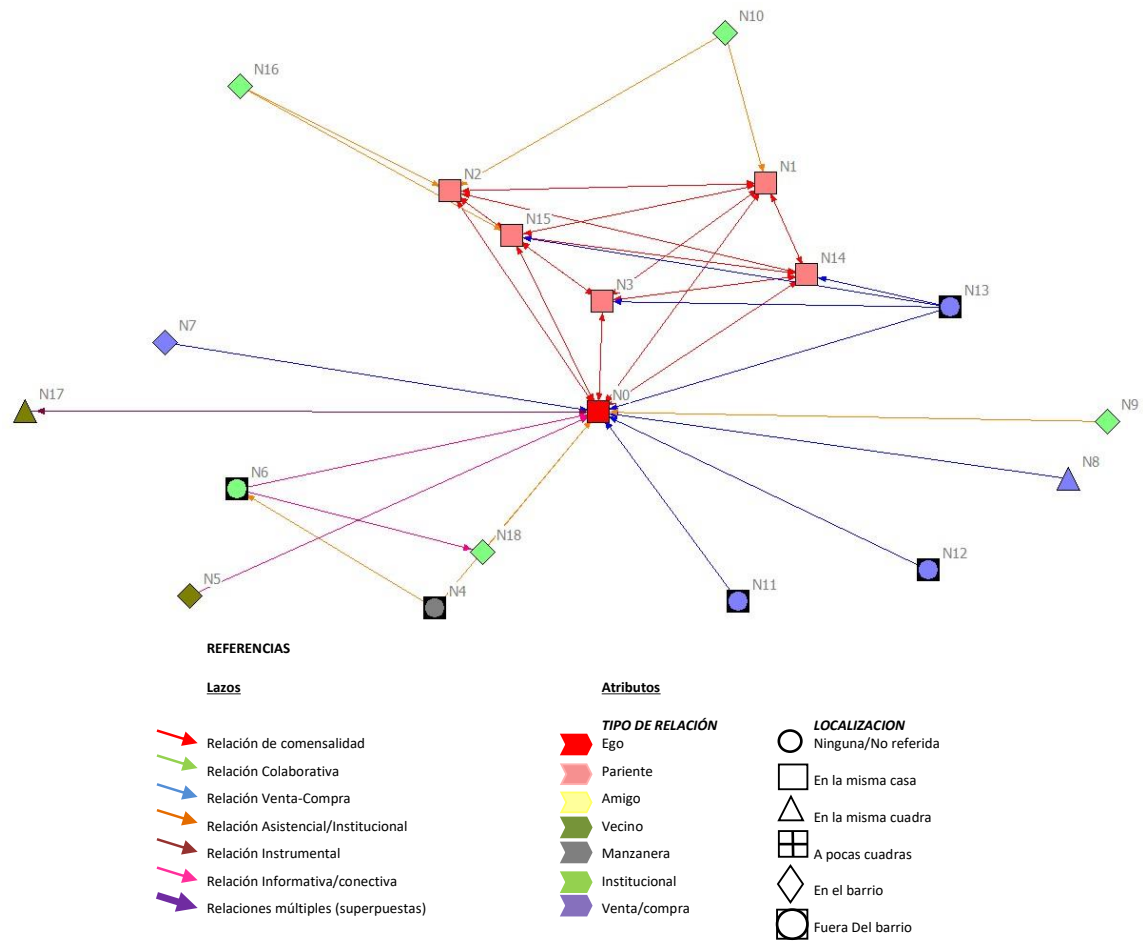 N10
N16
N2
N1
N15
N14
N3
N13
N7
N17
N0
N9
N8
N6
N18
N12
N5
N4
N11
REFERENCIAS
Lazos
Atributos
TIPO DE RELACIÓN
LOCALIZACION
Relación de comensalidad
Ego
Ninguna/No referida
Relación Colaborativa
Pariente
En la misma casa
Relación Venta-Compra
Amigo
En la misma cuadra
Relación Asistencial/Institucional
Vecino
Relación Instrumental
Manzanera
A pocas cuadras
Relación Informativa/conectiva
Institucional
En el barrio
Relaciones múltiples (superpuestas)
Venta/compra
Fuera Del barrio